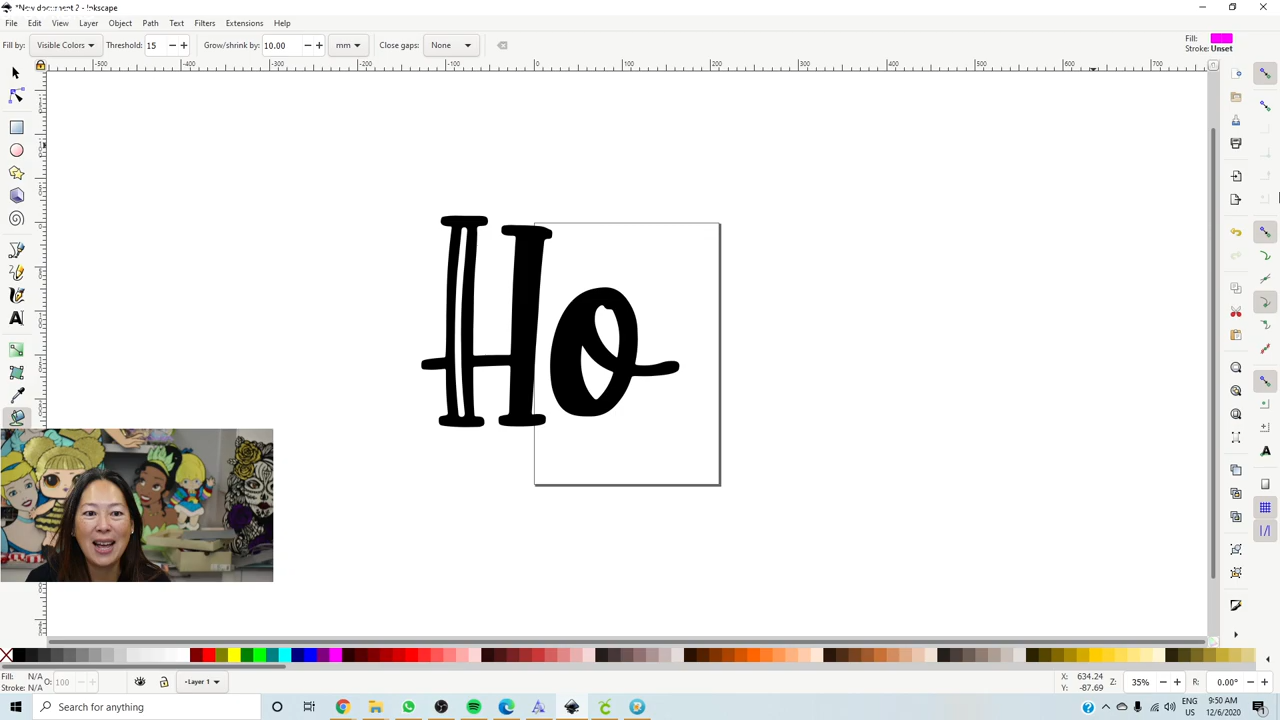 *New document 2 - Inkscape
File Edit View Layer Object Path Text Filters Extensions Help
Fill by: Visible Colors Threshold: 15 Grow/shrink by: 10.00 mm Close gaps: None
Fill:
Stroke: Unset
-500 -400 -300 -200 -100 0 100 200 300 400 500 600 700
Ho
Fill: N/A
Stroke: N/A
O: 100
Layer 1
X: 634.24
Y: -87.69
Z: 35%
R: 0.00°
Search for anything
ENG
US
9:50 AM
12/6/2020